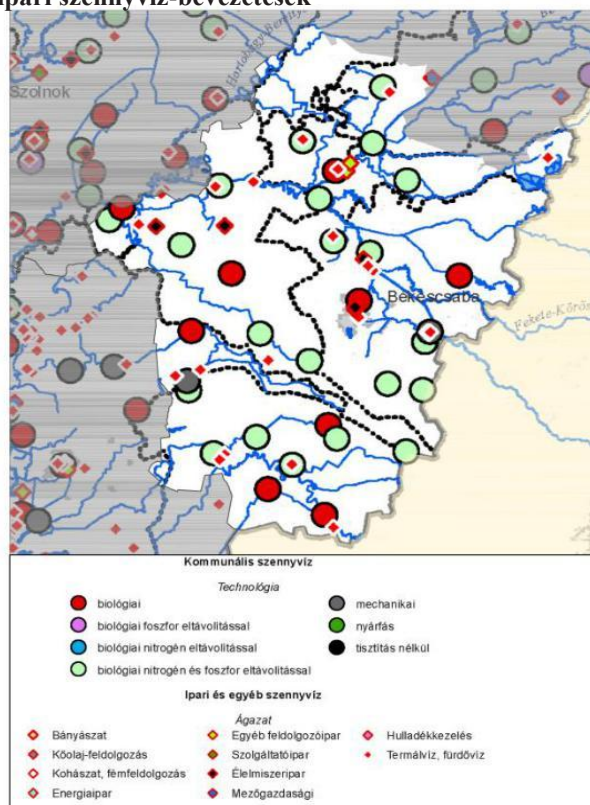 ipari szennyvíz-bevezetések
Hortobágy-Berettyó
Szolnok
Békéscsaba
Fekete-Körös
Kommunális szennyvíz
Technológia
biológiai
mechanikai
biológiai foszfor eltávolítással
nyárfás
biológiai nitrogén eltávolítással
tisztítás nélkül
biológiai nitrogén és foszfor eltávolítással
Ipari és egyéb szennyvíz
Ágazat
Bányászat
Egyéb feldolgozóipar
Hulladékkezelés
Kőolaj-feldolgozás
Szolgáltatóipar
Termálvíz, fürdővíz
Kohászat, fémfeldolgozás
Élelmiszeripar
Energiaipar
Mezőgazdasági